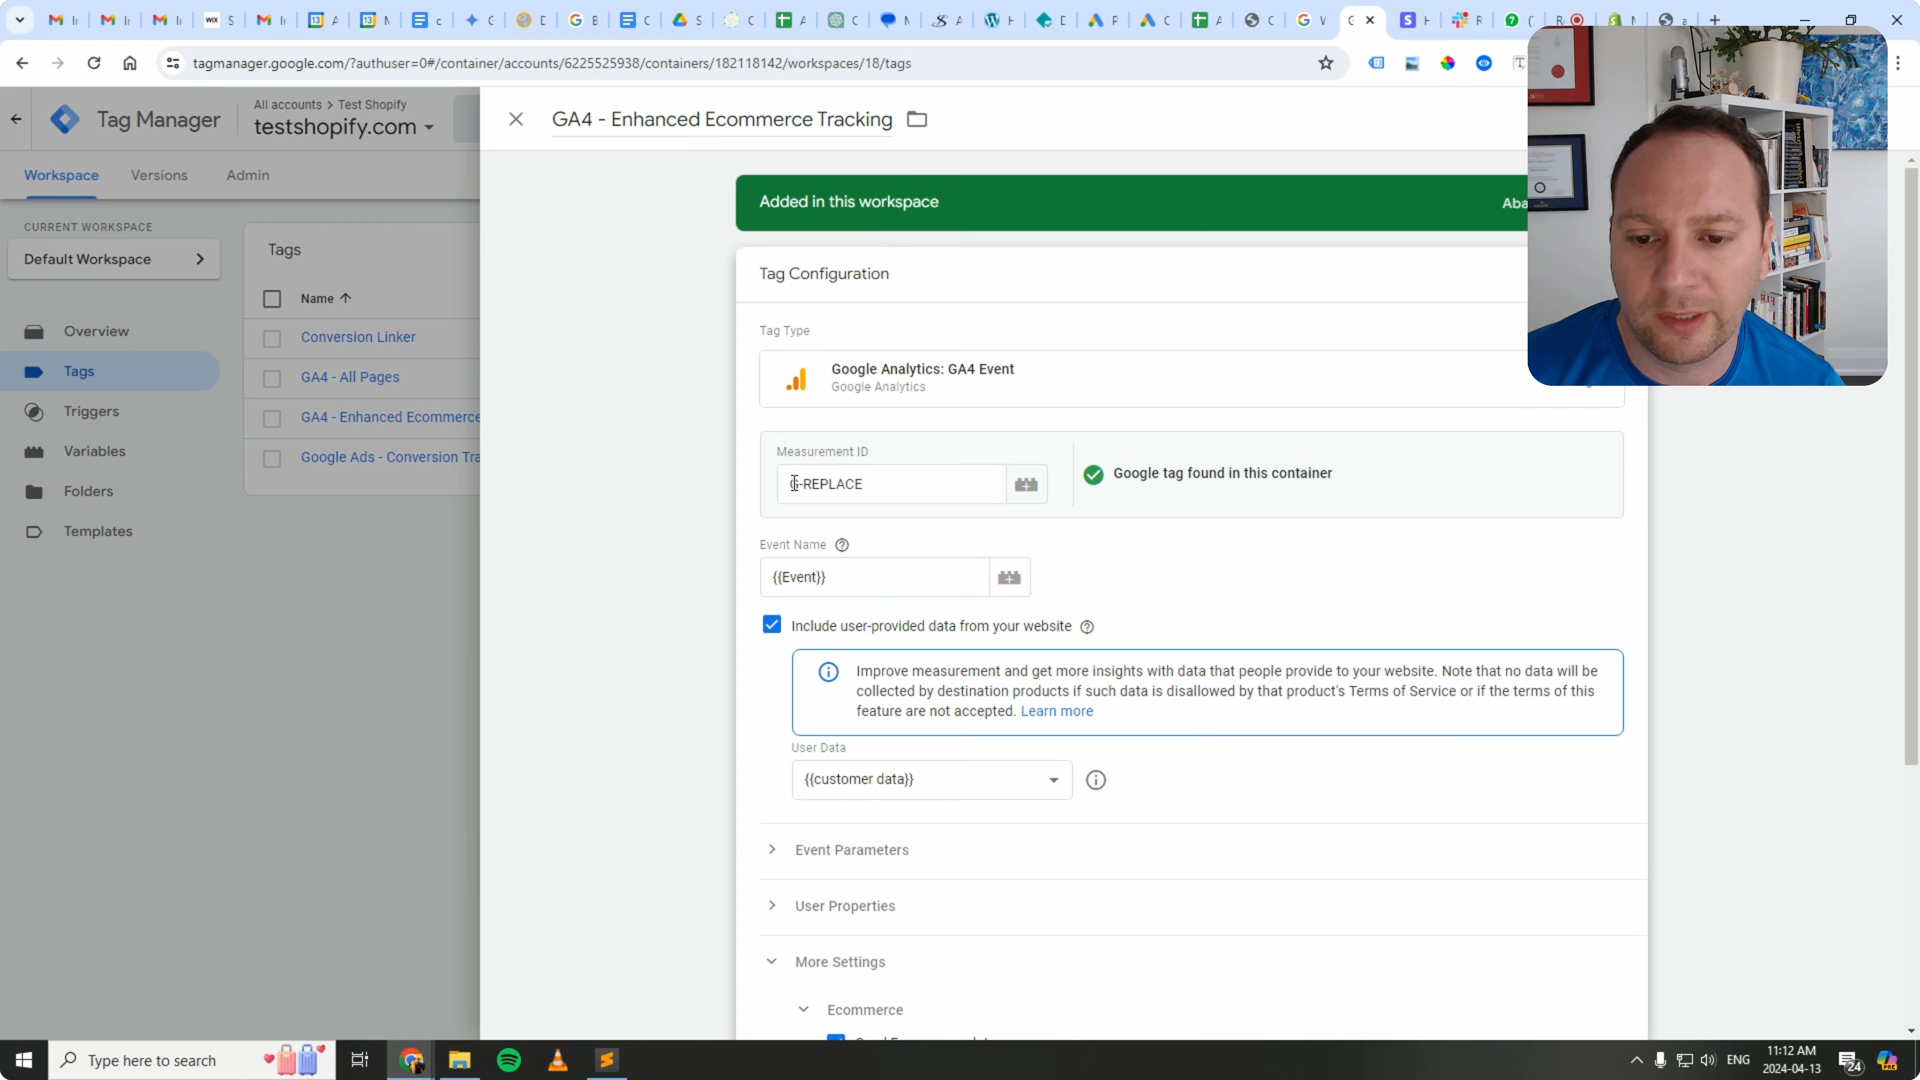 tagmanager.google.com/?authuser=0#/container/accounts/6225525938/containers/182118142/workspaces/18/tags
Tag Manager
All accounts > Test Shopify
testshopify.com
GA4 - Enhanced Ecommerce Tracking
Workspace
Versions
Admin
Added in this workspace
Aba
CURRENT WORKSPACE
Default Workspace
Tags
Tag Configuration
Name
Overview
Conversion Linker
Tag Type
Tags
GA4 - All Pages
Google Analytics: GA4 Event
Google Analytics
Triggers
GA4 - Enhanced Ecommerce
Variables
Google Ads - Conversion Tra
Measurement ID
G-REPLACE
Google tag found in this container
Folders
Templates
Event Name
{{Event}}
Include user-provided data from your website
Improve measurement and get more insights with data that people provide to your website. Note that no data will be
collected by destination products if such data is disallowed by that product's Terms of Service or if the terms of this
feature are not accepted. Learn more
User Data
{{customer data}}
Event Parameters
User Properties
More Settings
Ecommerce
Type here to search
ENG
11:12 AM
2024-04-13
24